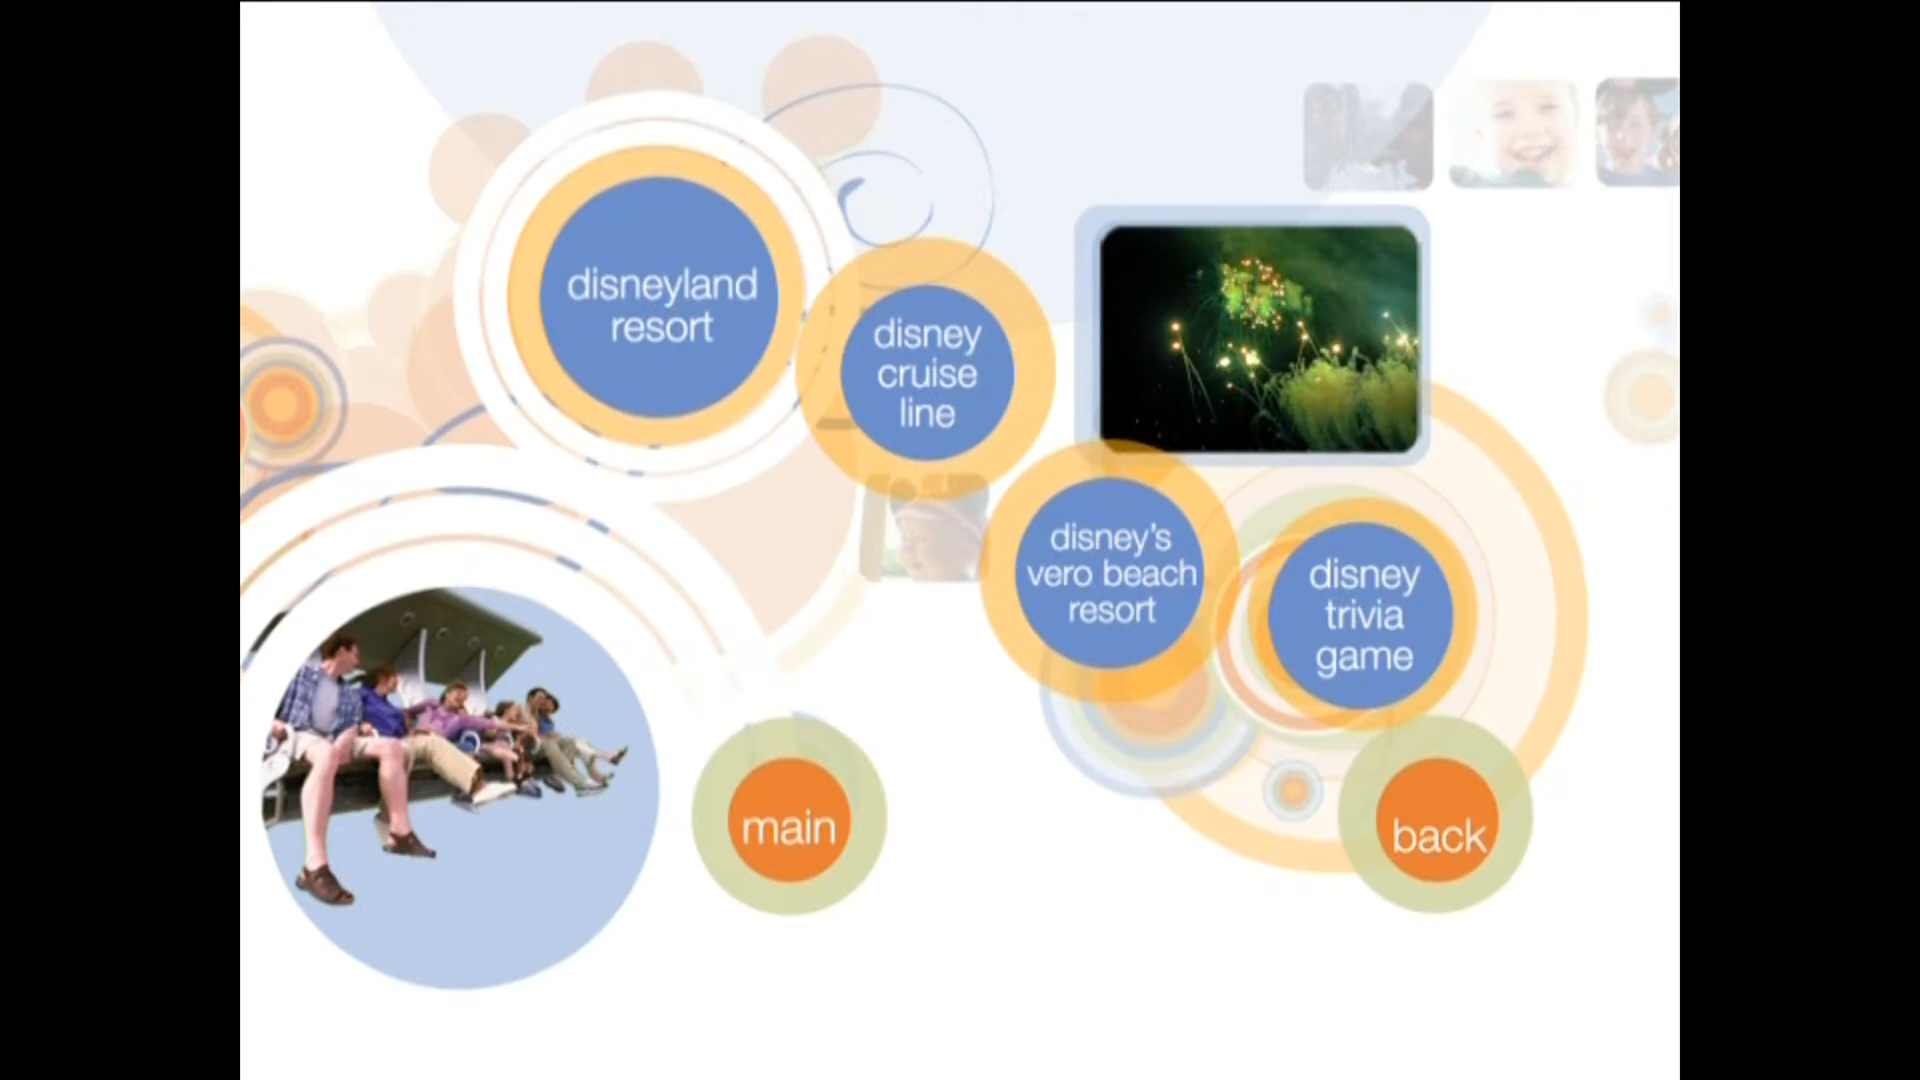 disneyland
resort
disney
cruise
line
disney's
vero beach
resort
disney
trivia
game
main
back